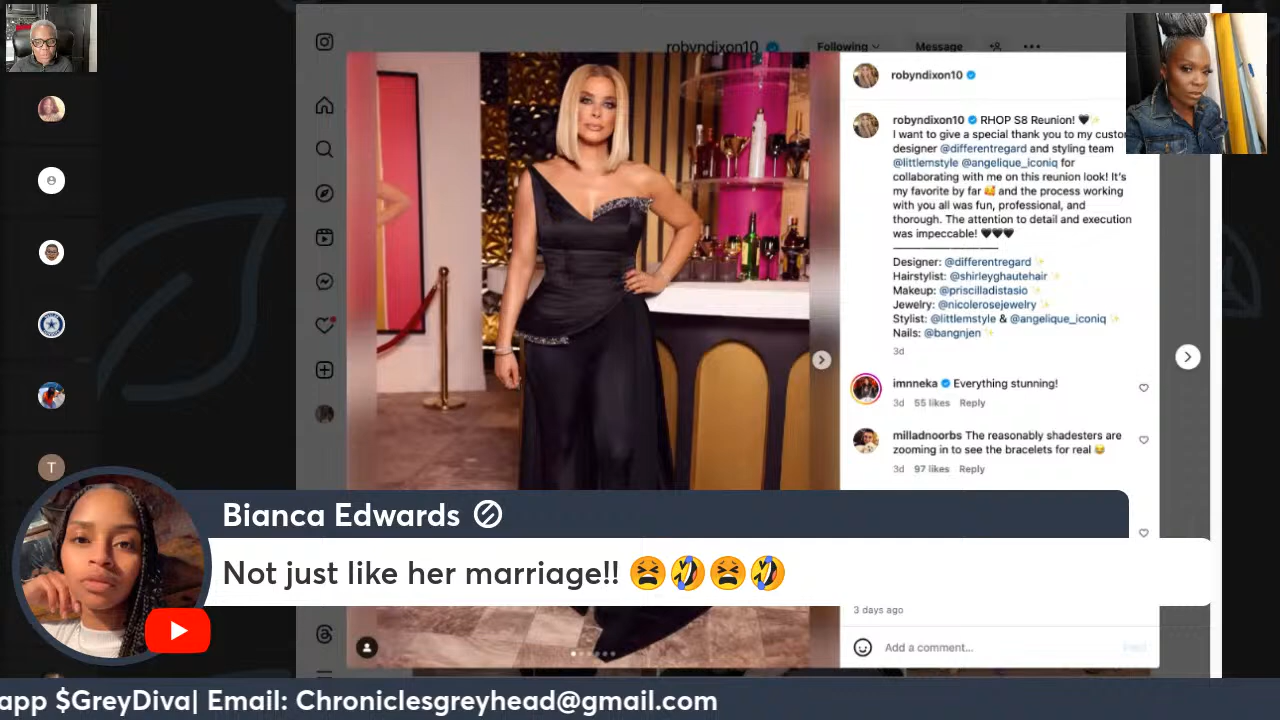 robyndixon10
Following
Message
robyndixon10
robyndixon10 RHOP S8 Reunion! 🖤✨
I want to give a special thank you to my custo
designer @differentregard and styling team
@littlemstyle @angelique_iconiq for
collaborating with me on this reunion look! It's
my favorite by far 🥰 and the process working
with you all was fun, professional, and
thorough. The attention to detail and execution
was impeccable! 🖤🖤🖤
Designer: @differentregard ✨
Hairstylist: @shirleyghautehair ✨
Makeup: @priscilladistasio ✨
Jewelry: @nicolerosejewelry ✨
Stylist: @littlemstyle & @angelique_iconiq ✨
Nails: @bangnjen ✨
3d
imnneka Everything stunning!
3d 55 likes Reply
milladnoorbs The reasonably shadesters are
zooming in to see the bracelets for real 😂
3d 97 likes Reply
T
Bianca Edwards
Not just like her marriage!! 😫🤣😫🤣
3 days ago
Add a comment...
Post
app $GreyDiva| Email: Chroniclesgreyhead@gmail.com